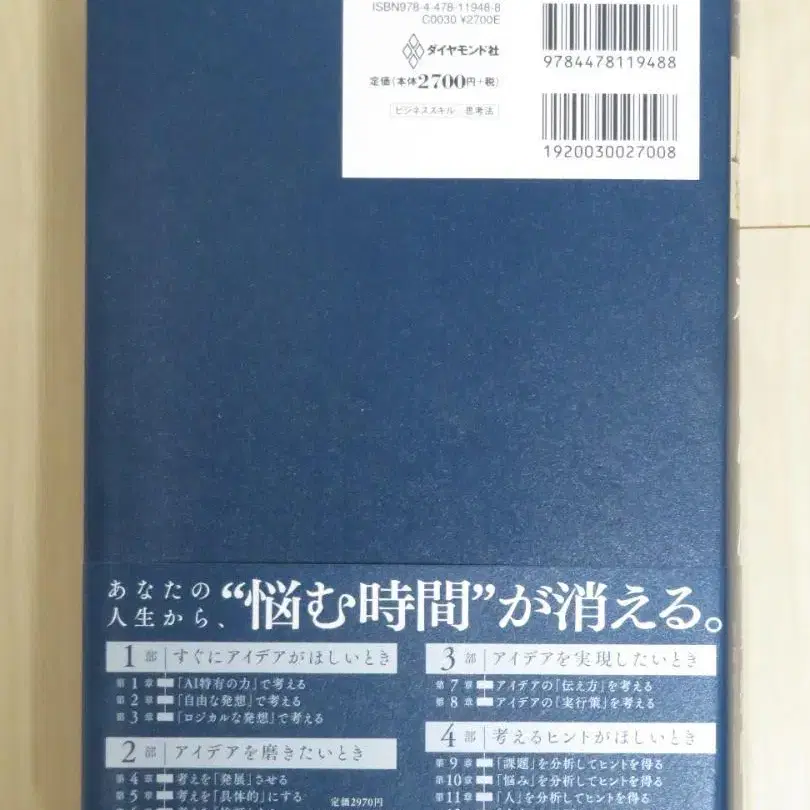 ISBN978-4-478-11948-8
C0030 ¥2700E
ダイヤモンド社
定価(本体2700円+税)
ビジネススキル 思考法
9784478119488
1920030027008
あなたの
人生から、“悩む時間”が消える。
1部 すぐにアイデアがほしいとき
第1章 「AI特有の力」で考える
第2章 「自由な発想」で考える
第3章 「ロジカルな発想」で考える
2部 アイデアを磨きたいとき
第4章 考えを「発展」させる
第5章 考えを「具体的」にする
定価2970円
3部 アイデアを実現したいとき
第7章 アイデアの「伝え方」を考える
第8章 アイデアの「実行策」を考える
4部 考えるヒントがほしいとき
第9章 「課題」を分析してヒントを得る
第10章 「悩み」を分析してヒントを得る
第11章 「人」を分析してヒントを得る